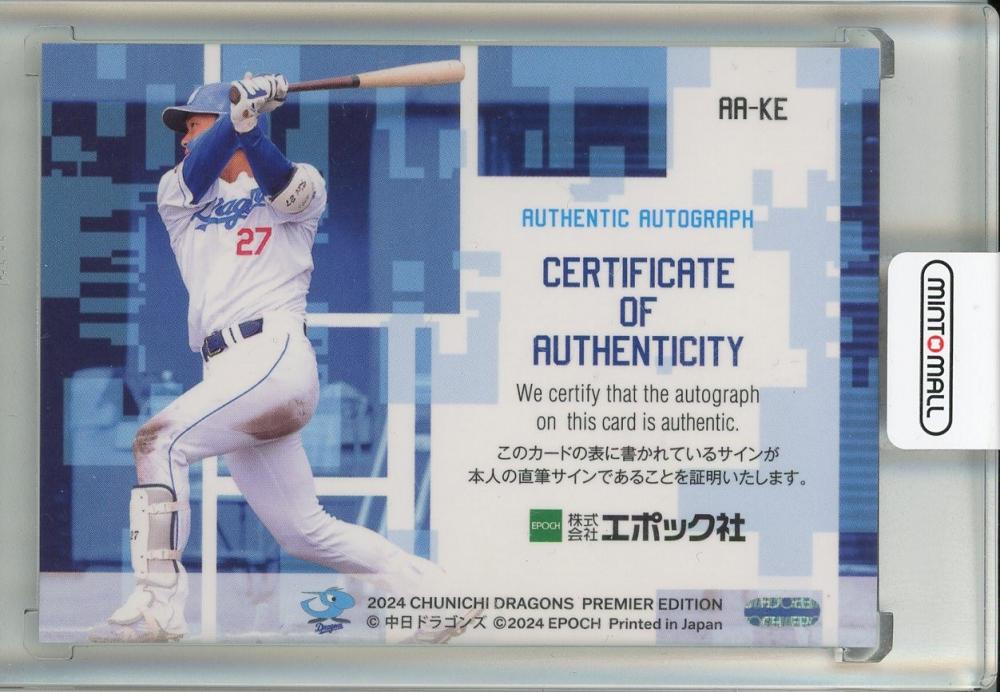 AA-KE
AUTHENTIC AUTOGRAPH
CERTIFICATE
OF
AUTHENTICITY
We certify that the autograph
on this card is authentic.
このカードの表に書かれているサインが
本人の直筆サインであることを証明いたします。
EPOCH 株式会社エポック社
2024 CHUNICHI DRAGONS PREMIER EDITION
© 中日ドラゴンズ ©2024 EPOCH Printed in Japan
Dragons
27
Dragons
27
MINTOMALL